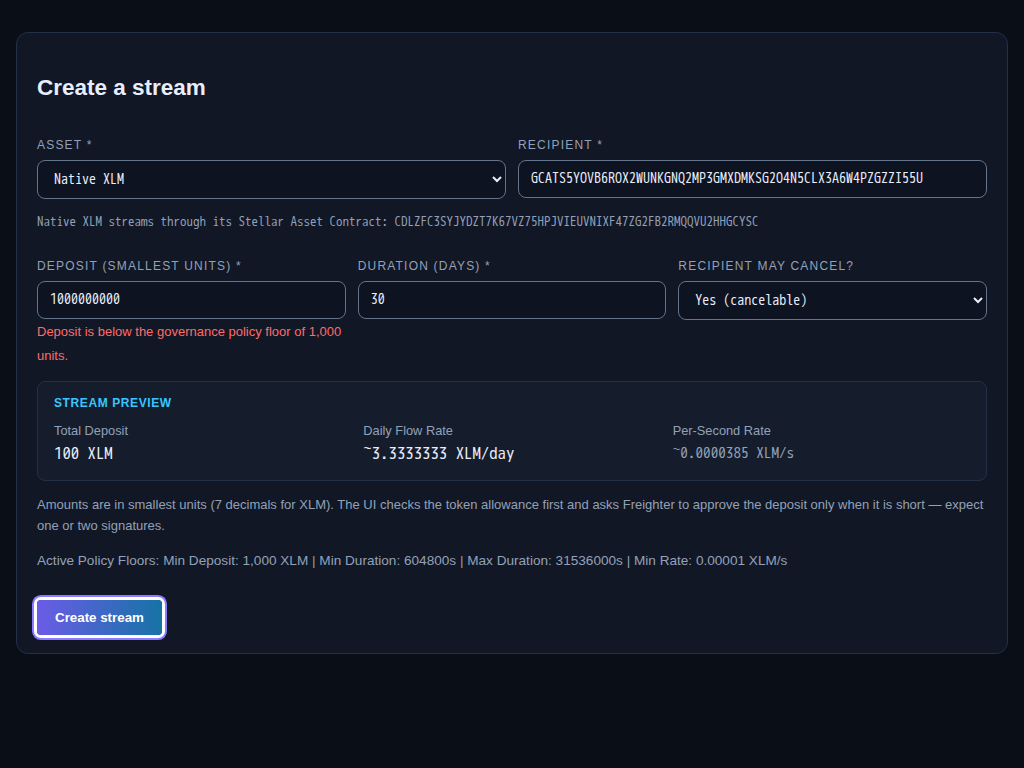 Create a stream
ASSET *
RECIPIENT *
Native XLM
GCATS5YOVB6ROX2WUNKGNQ2MP3GMXDMKSG2O4N5CLX3A6W4PZGZZI55U
Native XLM streams through its Stellar Asset Contract: CDLZFC3SYJYDZT7K67VZ75HPJVIEUVNIXF47ZG2FB2RMQQVU2HHGCYSC
DEPOSIT (SMALLEST UNITS) *
DURATION (DAYS) *
RECIPIENT MAY CANCEL?
1000000000
30
Yes (cancelable)
Deposit is below the governance policy floor of 1,000
units.
STREAM PREVIEW
Total Deposit
Daily Flow Rate
Per-Second Rate
100 XLM
~3.3333333 XLM/day
~0.0000385 XLM/s
Amounts are in smallest units (7 decimals for XLM). The UI checks the token allowance first and asks Freighter to approve the deposit only when it is short — expect
one or two signatures.
Active Policy Floors: Min Deposit: 1,000 XLM | Min Duration: 604800s | Max Duration: 31536000s | Min Rate: 0.00001 XLM/s
Create stream